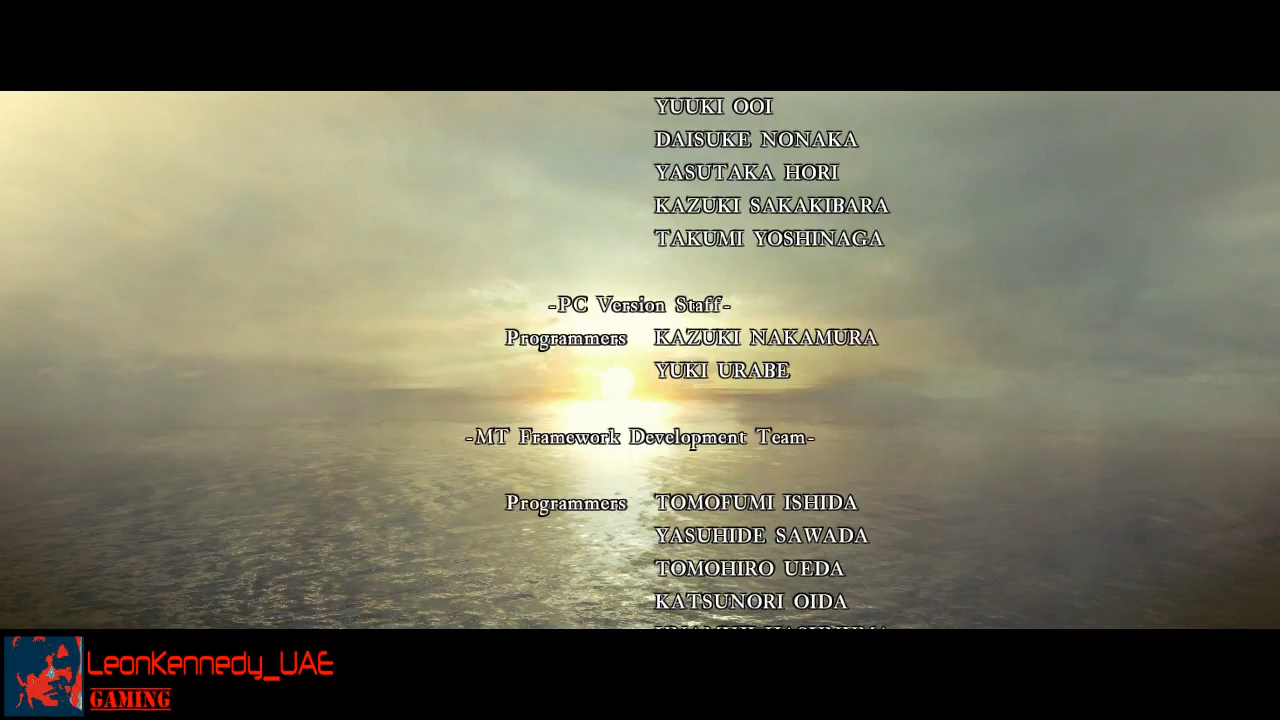 YUUKI OOI
DAISUKE NONAKA
YASUTAKA HORI
KAZUKI SAKAKIBARA
TAKUMI YOSHINAGA
-PC Version Staff-
Programmers KAZUKI NAKAMURA
YUKI URABE
-MT Framework Development Team-
Programmers TOMOFUMI ISHIDA
YASUHIDE SAWADA
TOMOHIRO UEDA
KATSUNORI OIDA
LeonKennedy_UAE
GAMING